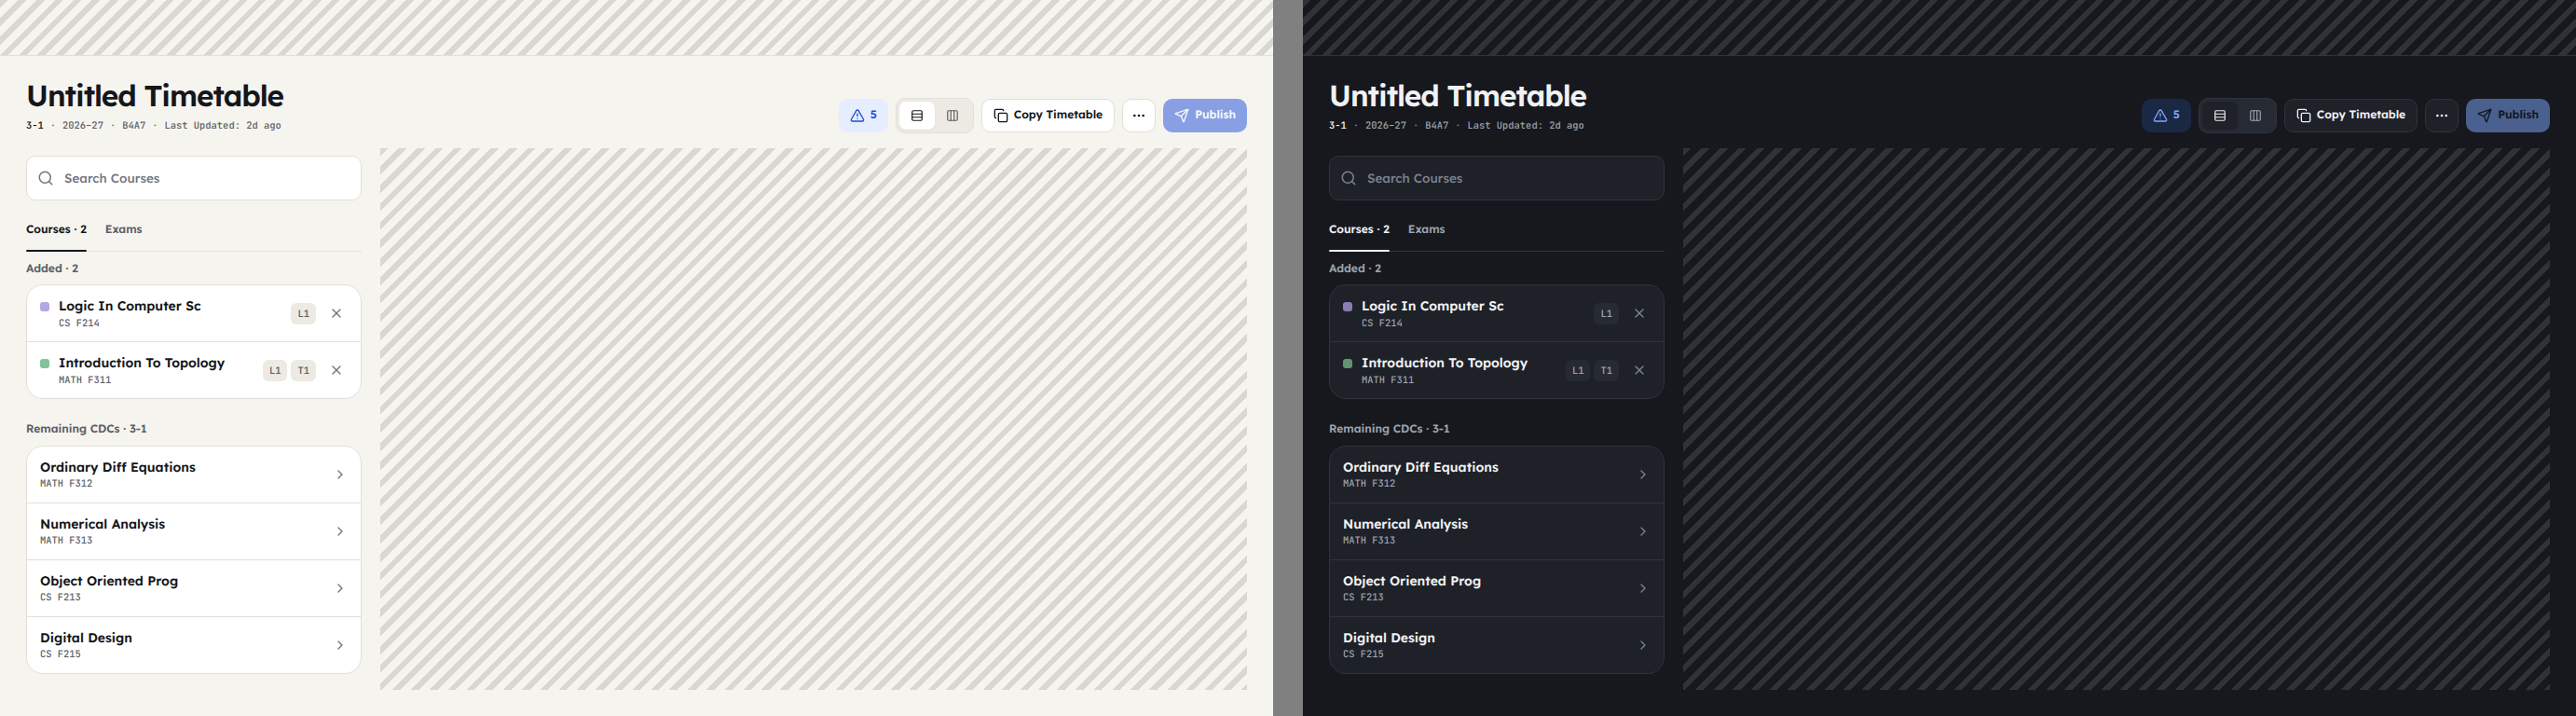 Untitled Timetable
3-1 · 2026-27 · B4A7 · Last Updated: 2d ago
5
Copy Timetable
Publish
Search Courses
Courses · 2
Exams
Added · 2
Logic In Computer Sc
CS F214
L1
Introduction To Topology
MATH F311
L1
T1
Remaining CDCs · 3-1
Ordinary Diff Equations
MATH F312
Numerical Analysis
MATH F313
Object Oriented Prog
CS F213
Digital Design
CS F215
Untitled Timetable
3-1 · 2026-27 · B4A7 · Last Updated: 2d ago
5
Copy Timetable
Publish
Search Courses
Courses · 2
Exams
Added · 2
Logic In Computer Sc
CS F214
L1
Introduction To Topology
MATH F311
L1
T1
Remaining CDCs · 3-1
Ordinary Diff Equations
MATH F312
Numerical Analysis
MATH F313
Object Oriented Prog
CS F213
Digital Design
CS F215